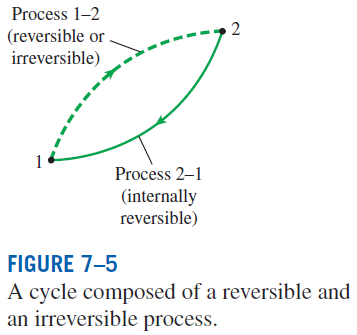 Process 1–2
(reversible or
irreversible)
2
1
Process 2–1
(internally
reversible)
FIGURE 7–5
A cycle composed of a reversible and
an irreversible process.